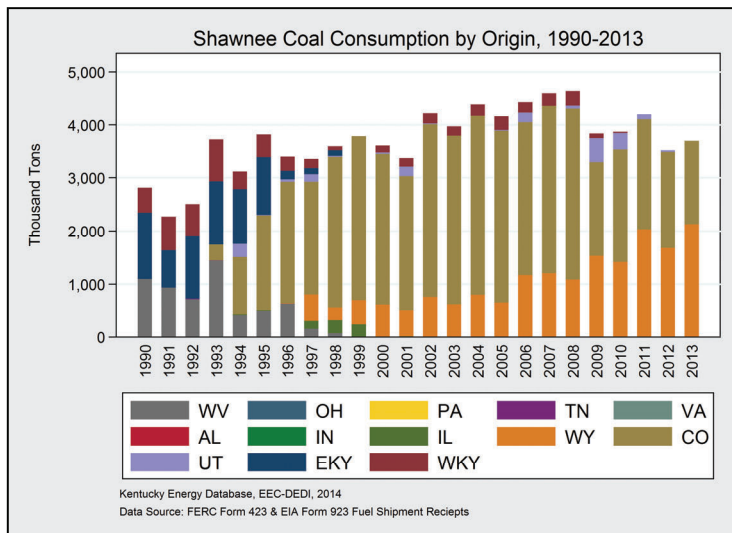 Shawnee Coal Consumption by Origin, 1990-2013
Thousand Tons
5,000
4,000
3,000
2,000
1,000
0
1990 1991 1992 1993 1994 1995 1996 1997 1998 1999 2000 2001 2002 2003 2004 2005 2006 2007 2008 2009 2010 2011 2012 2013
WV OH PA TN VA
AL IN IL WY CO
UT EKY WKY
Kentucky Energy Database, EEC-DEDI, 2014
Data Source: FERC Form 423 & EIA Form 923 Fuel Shipment Reciepts